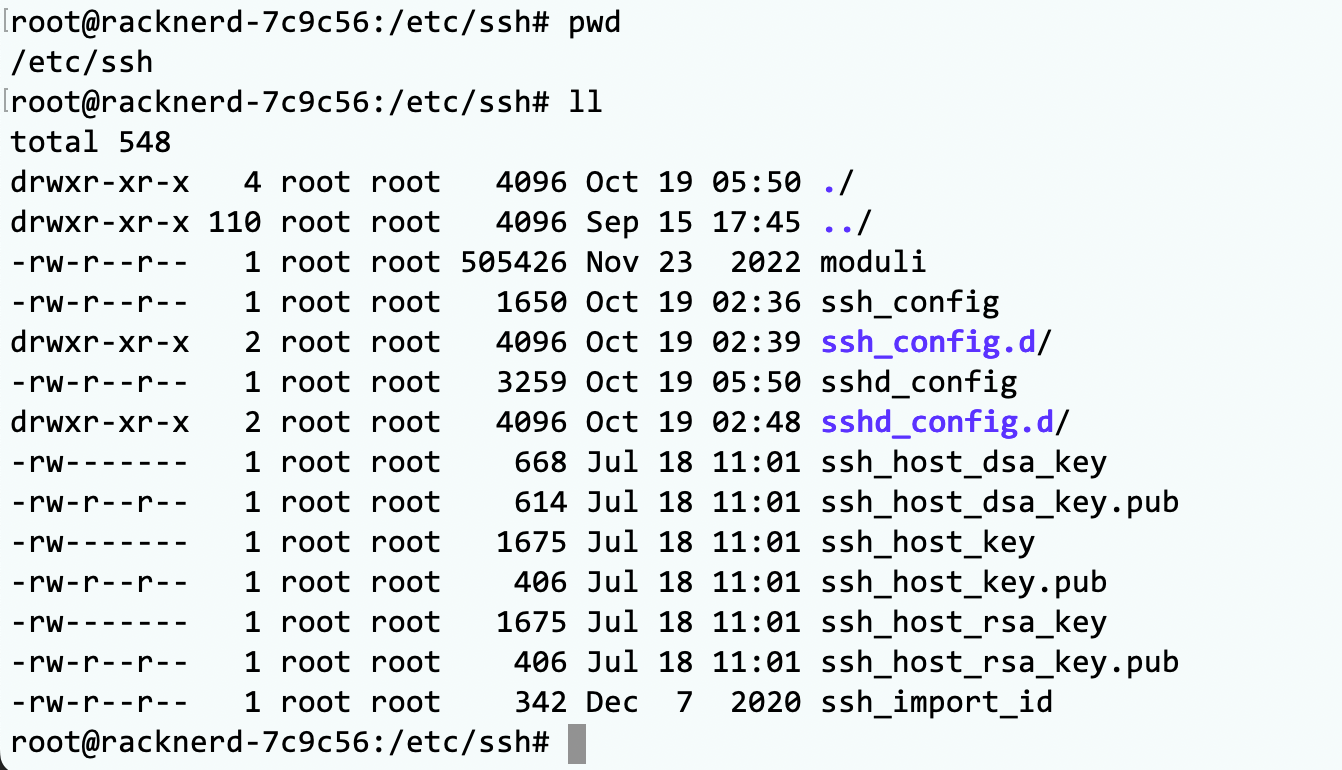 [root@racknerd-7c9c56:/etc/ssh# pwd
/etc/ssh
[root@racknerd-7c9c56:/etc/ssh# ll
total 548
drwxr-xr-x   4 root root   4096 Oct 19 05:50 ./
drwxr-xr-x 110 root root   4096 Sep 15 17:45 ../
-rw-r--r--   1 root root 505426 Nov 23  2022 moduli
-rw-r--r--   1 root root   1650 Oct 19 02:36 ssh_config
drwxr-xr-x   2 root root   4096 Oct 19 02:39 ssh_config.d/
-rw-r--r--   1 root root   3259 Oct 19 05:50 sshd_config
drwxr-xr-x   2 root root   4096 Oct 19 02:48 sshd_config.d/
-rw-------   1 root root    668 Jul 18 11:01 ssh_host_dsa_key
-rw-r--r--   1 root root    614 Jul 18 11:01 ssh_host_dsa_key.pub
-rw-------   1 root root   1675 Jul 18 11:01 ssh_host_key
-rw-r--r--   1 root root    406 Jul 18 11:01 ssh_host_key.pub
-rw-------   1 root root   1675 Jul 18 11:01 ssh_host_rsa_key
-rw-r--r--   1 root root    406 Jul 18 11:01 ssh_host_rsa_key.pub
-rw-r--r--   1 root root    342 Dec  7  2020 ssh_import_id
root@racknerd-7c9c56:/etc/ssh#